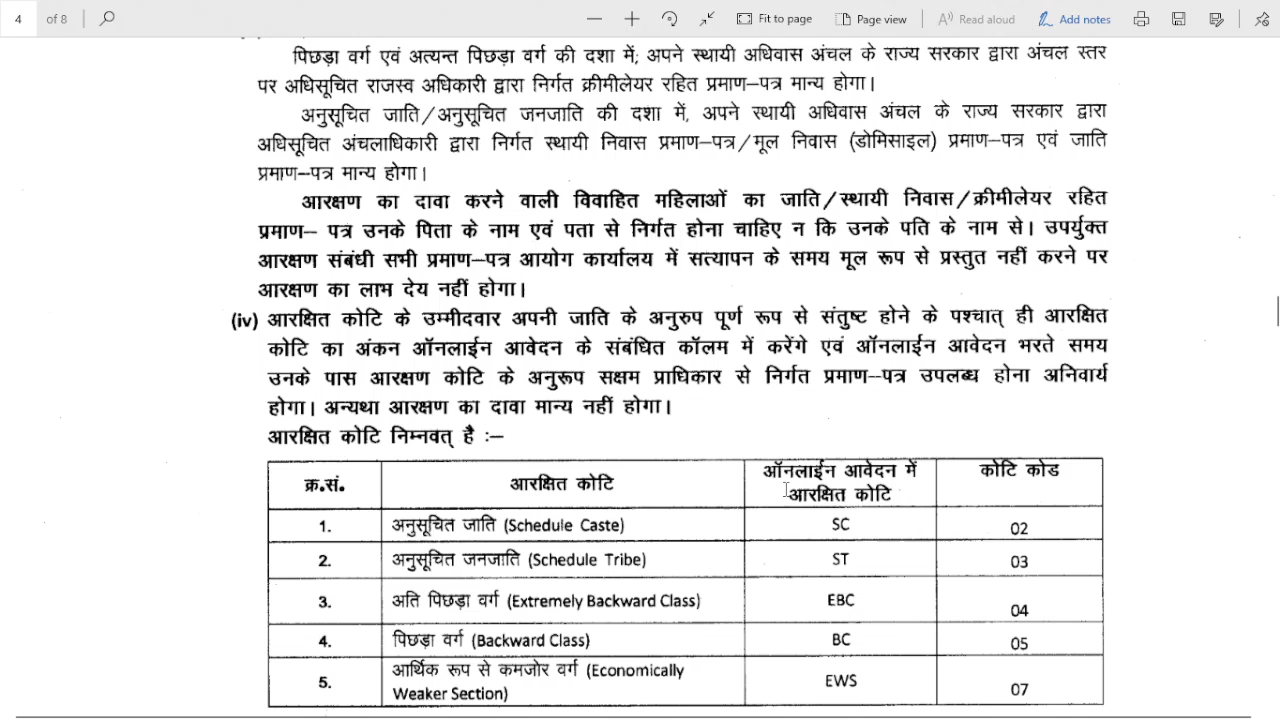 4 of 8 Fit to page Page view Read aloud Add notes
पिछड़ा वर्ग एवं अत्यन्त पिछड़ा वर्ग की दशा में; अपने स्थायी अधिवास अंचल के राज्य सरकार द्वारा अंचल स्तर
पर अधिसूचित राजस्व अधिकारी द्वारा निर्गत क्रीमीलेयर रहित प्रमाण–पत्र मान्य होगा।
अनुसूचित जाति/अनुसूचित जनजाति की दशा में, अपने स्थायी अधिवास अंचल के राज्य सरकार द्वारा
अधिसूचित अंचलाधिकारी द्वारा निर्गत स्थायी निवास प्रमाण–पत्र/मूल निवास (डोमिसाइल) प्रमाण–पत्र एवं जाति
प्रमाण–पत्र मान्य होगा।
आरक्षण का दावा करने वाली विवाहित महिलाओं का जाति/स्थायी निवास/क्रीमीलेयर रहित
प्रमाण– पत्र उनके पिता के नाम एवं पता से निर्गत होना चाहिए न कि उनके पति के नाम से। उपर्युक्त
आरक्षण संबंधी सभी प्रमाण–पत्र आयोग कार्यालय में सत्यापन के समय मूल रूप से प्रस्तुत नहीं करने पर
आरक्षण का लाभ देय नहीं होगा।
(iv) आरक्षित कोटि के उम्मीदवार अपनी जाति के अनुरुप पूर्ण रूप से संतुष्ट होने के पश्चात् ही आरक्षित
कोटि का अंकन ऑनलाईन आवेदन के संबंधित कॉलम में करेंगे एवं ऑनलाईन आवेदन भरते समय
उनके पास आरक्षण कोटि के अनुरूप सक्षम प्राधिकार से निर्गत प्रमाण–पत्र उपलब्ध होना अनिवार्य
होगा। अन्यथा आरक्षण का दावा मान्य नहीं होगा।
आरक्षित कोटि निम्नवत् है :–
क्र.सं. आरक्षित कोटि ऑनलाईन आवेदन में आरक्षित कोटि कोटि कोड
1. अनुसूचित जाति (Schedule Caste) SC 02
2. अनुसूचित जनजाति (Schedule Tribe) ST 03
3. अति पिछड़ा वर्ग (Extremely Backward Class) EBC 04
4. पिछड़ा वर्ग (Backward Class) BC 05
5. आर्थिक रूप से कमजोर वर्ग (Economically Weaker Section) EWS 07